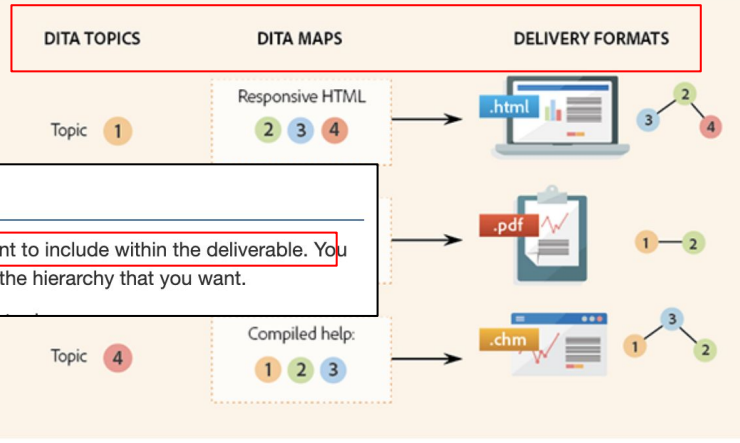 DITA TOPICS DITA MAPS DELIVERY FORMATS
Responsive HTML
Topic 1
2 3 4
.html
2
3
4
nt to include within the deliverable. You
the hierarchy that you want.
.pdf
1 2
Compiled help:
Topic 4
1 2 3
.chm
3
1
2